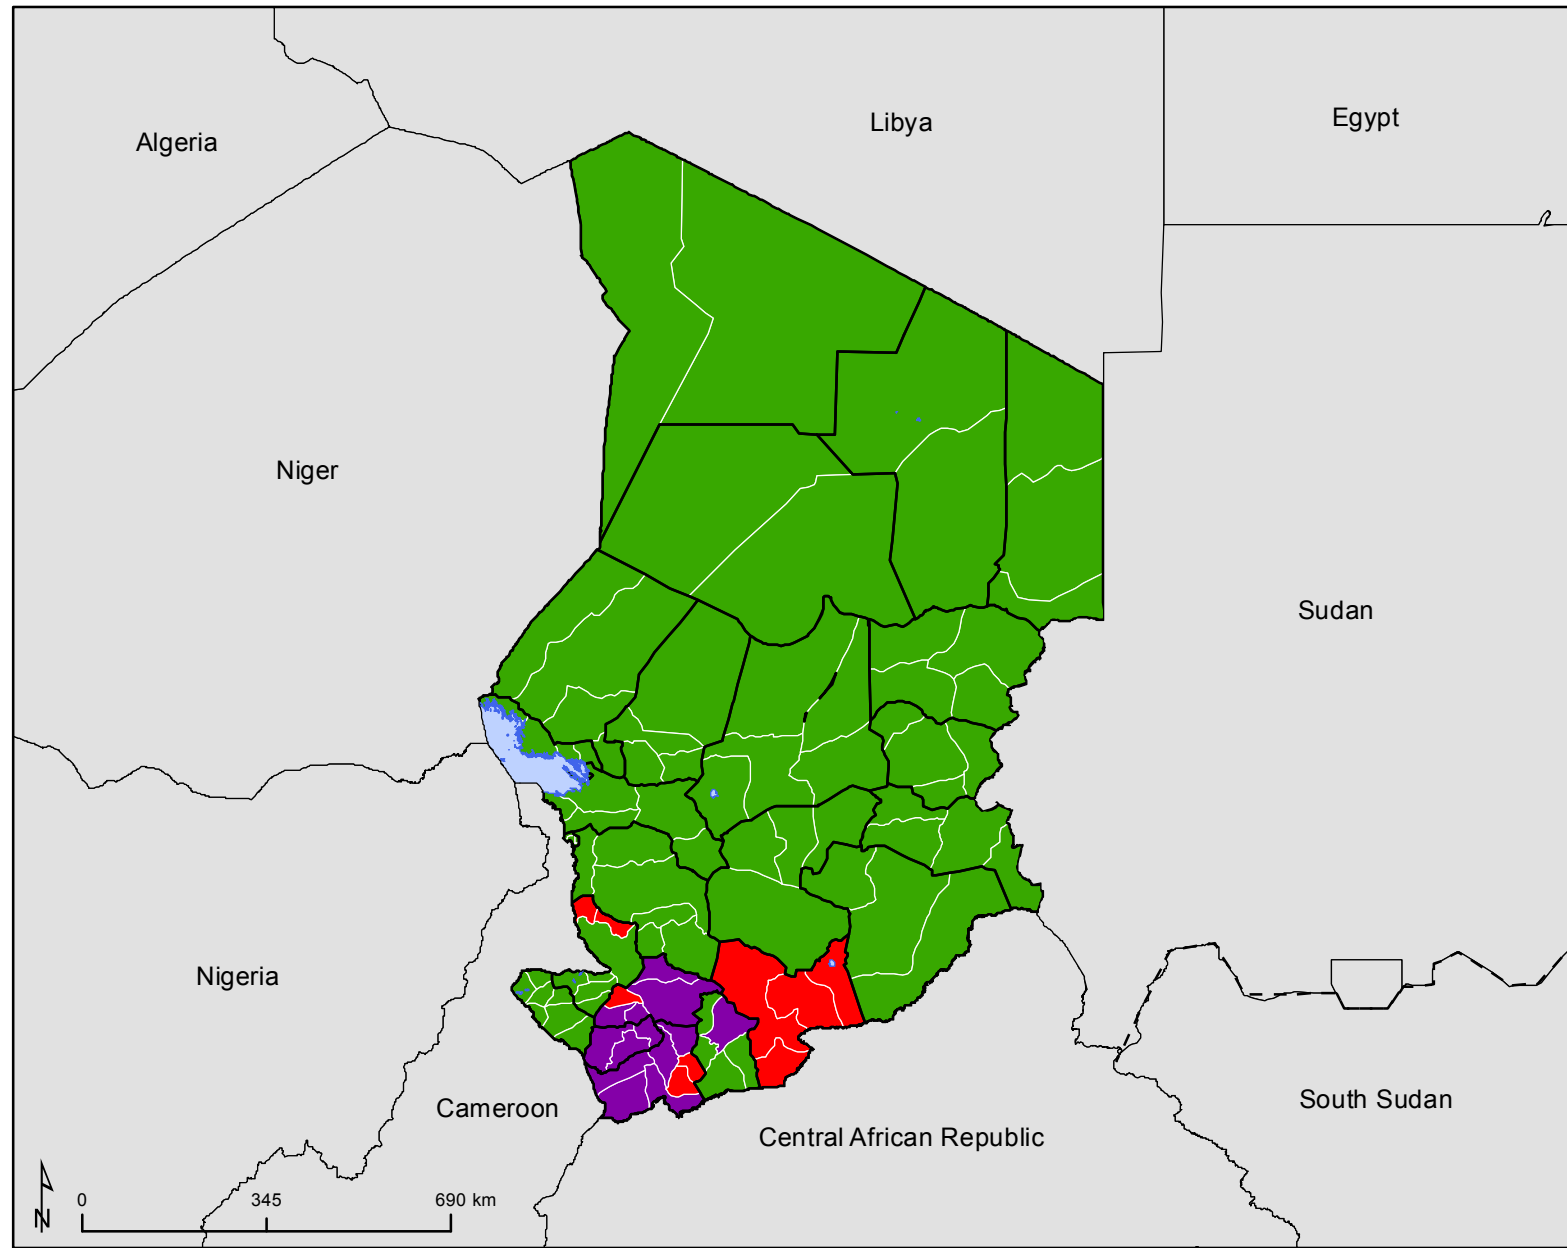 Libya
Egypt
Algeria
Niger
Sudan
Nigeria
Cameroon
South Sudan
Central African Republic
N
0 345 690 km